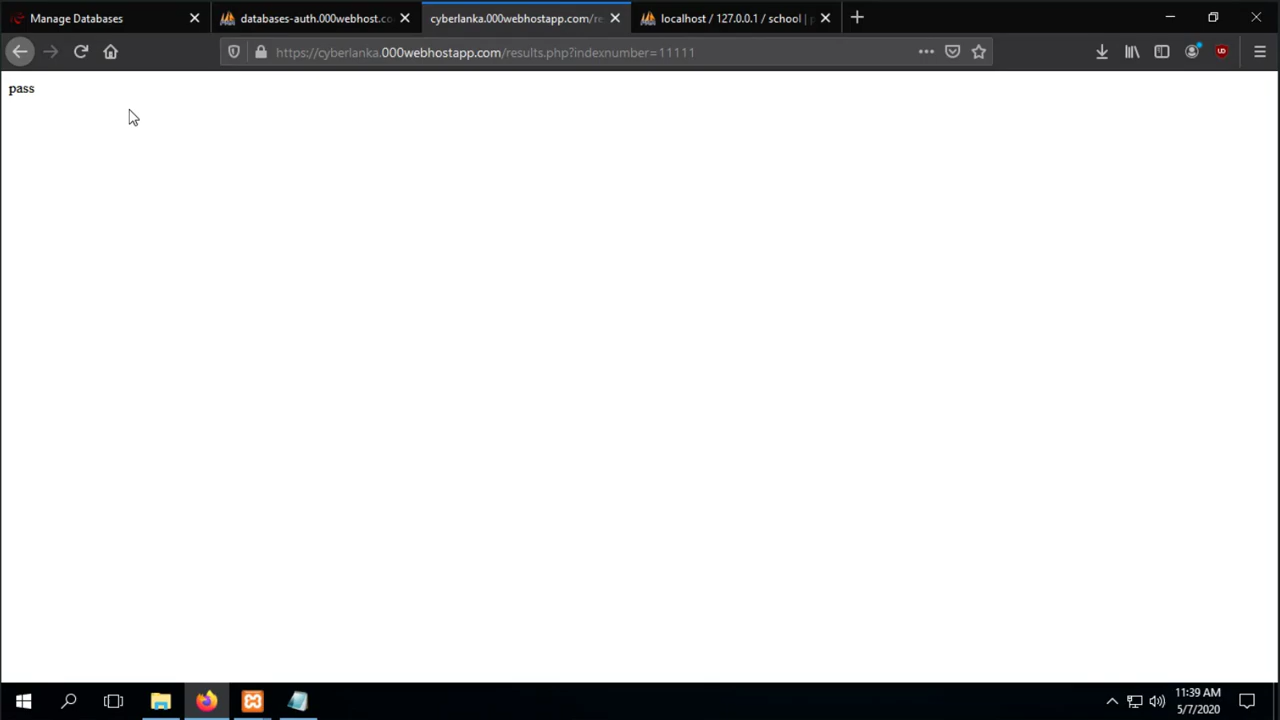 Manage Databases
databases-auth.000webhost.co
cyberlanka.000webhostapp.com/re
localhost / 127.0.0.1 / school | p
https://cyberlanka.000webhostapp.com/results.php?indexnumber=11111
pass
11:39 AM
5/7/2020